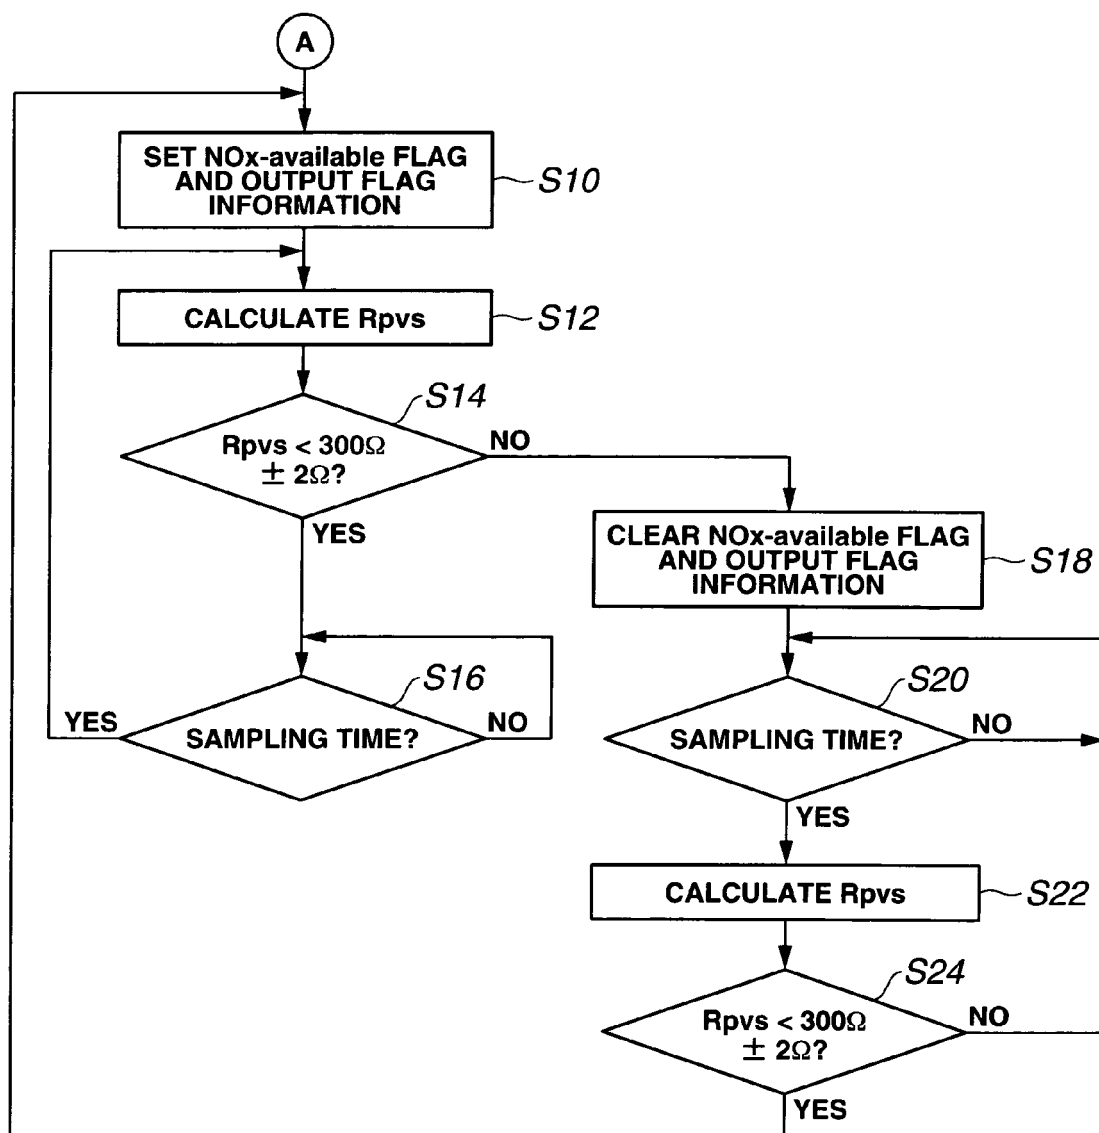 A
SET NOx-available FLAG
AND OUTPUT FLAG
INFORMATION
S10
CALCULATE Rpvs
S12
S14
Rpvs < 300Ω
± 2Ω?
NO
YES
CLEAR NOx-available FLAG
AND OUTPUT FLAG
INFORMATION
S18
S16
YES
SAMPLING TIME?
NO
S20
SAMPLING TIME?
NO
YES
CALCULATE Rpvs
S22
S24
Rpvs < 300Ω
± 2Ω?
NO
YES